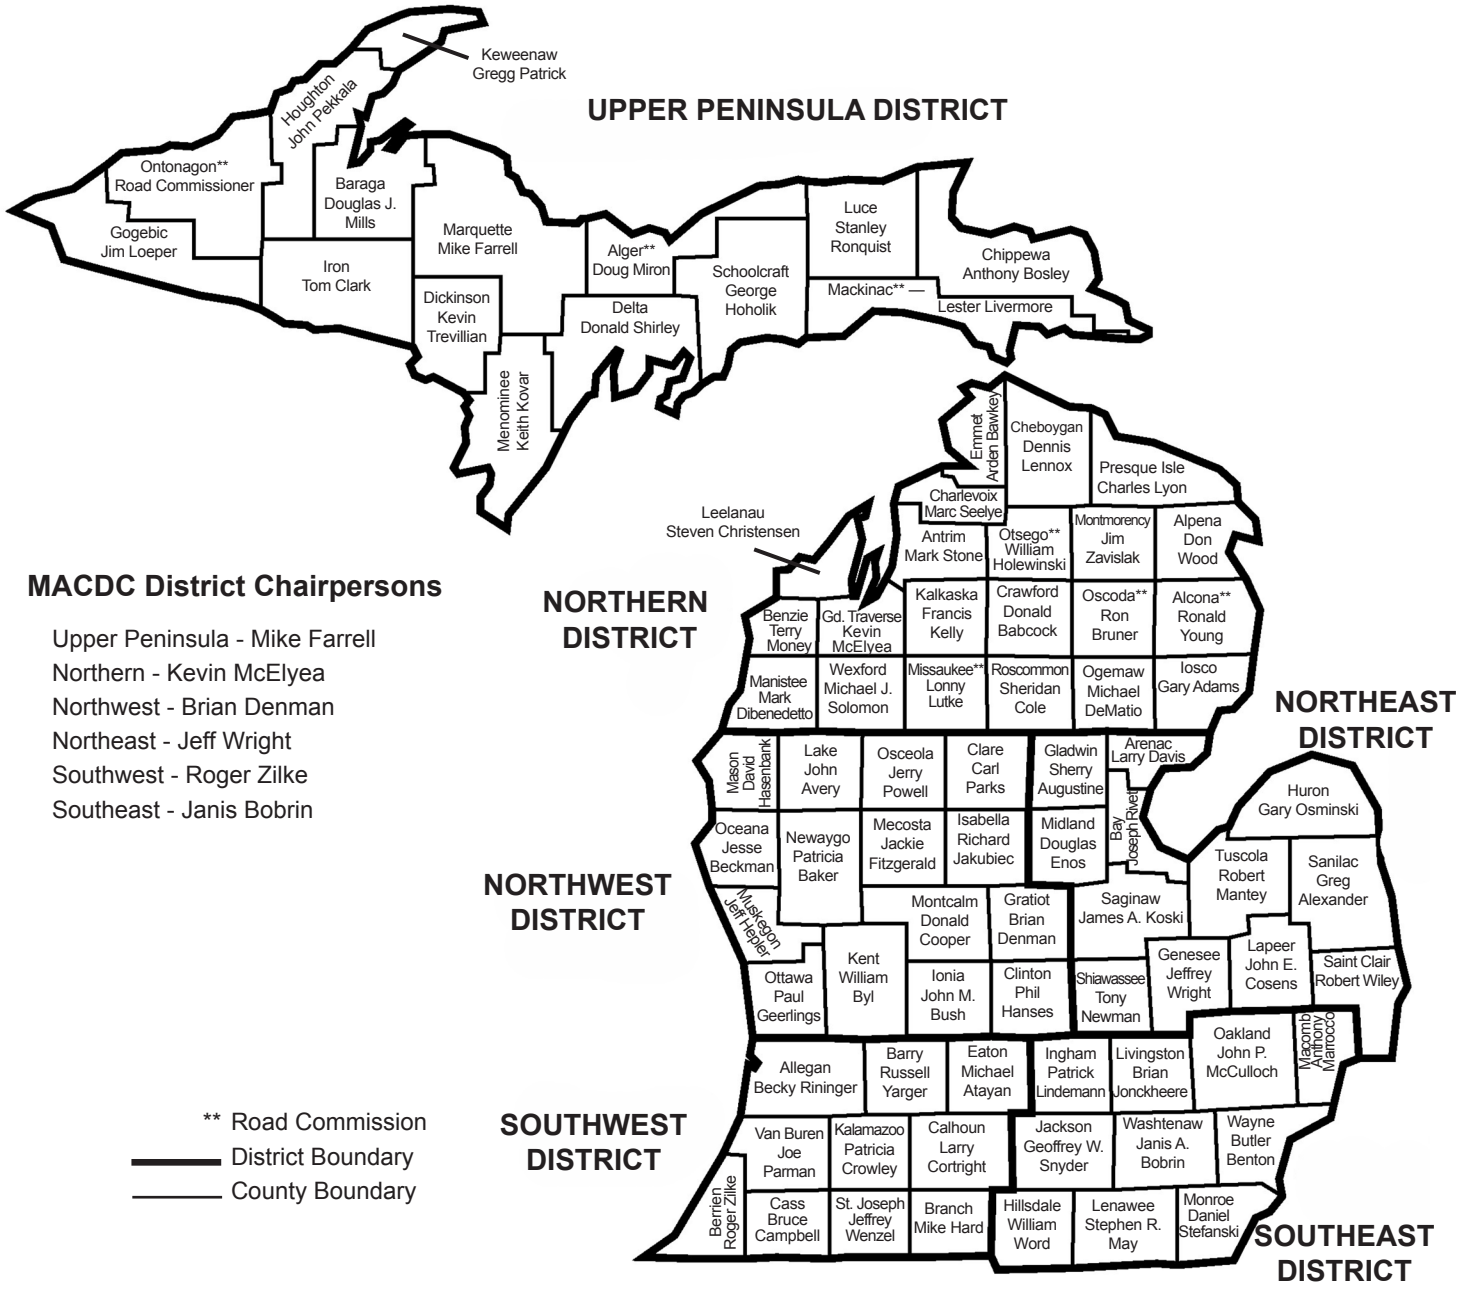 Keweenaw
Gregg Patrick
UPPER PENINSULA DISTRICT
Houghton
John Pekkala
Ontonagon**
Road Commissioner
Baraga
Douglas J.
Mills
Gogebic
Jim Loeper
Marquette
Mike Farrell
Iron
Tom Clark
Dickinson
Kevin
Trevillian
Menominee
Keith Kovar
Alger**
Doug Miron
Delta
Donald Shirley
Schoolcraft
George
Hoholik
Luce
Stanley
Ronquist
Chippewa
Anthony Bosley
Mackinac** —
Lester Livermore
Emmet
Arden Bawkey
Cheboygan
Dennis
Lennox
Presque Isle
Charles Lyon
Charlevoix
Marc Seelye
Leelanau
Steven Christensen
Antrim
Mark Stone
Otsego**
William
Holewinski
Montmorency
Jim
Zavislak
Alpena
Don
Wood
MACDC District Chairpersons
Upper Peninsula - Mike Farrell
Northern - Kevin McElyea
Northwest - Brian Denman
Northeast - Jeff Wright
Southwest - Roger Zilke
Southeast - Janis Bobrin
NORTHERN
DISTRICT
Benzie
Terry
Money
Gd. Traverse
Kevin
McElyea
Kalkaska
Francis
Kelly
Crawford
Donald
Babcock
Oscoda**
Ron
Bruner
Alcona**
Ronald
Young
Manistee
Mark
Dibenedetto
Wexford
Michael J.
Solomon
Missaukee**
Lonny
Lutke
Roscommon
Sheridan
Cole
Ogemaw
Michael
DeMatio
Iosco
Gary Adams
NORTHEAST
DISTRICT
Mason
David
Hasenbank
Lake
John
Avery
Osceola
Jerry
Powell
Clare
Carl
Parks
Gladwin
Sherry
Augustine
Arenac
Larry Davis
Huron
Gary Osminski
Oceana
Jesse
Beckman
Newaygo
Patricia
Baker
Mecosta
Jackie
Fitzgerald
Isabella
Richard
Jakubiec
Midland
Douglas
Enos
Bay
Joseph Rivet
Tuscola
Robert
Mantey
Sanilac
Greg
Alexander
NORTHWEST
DISTRICT
Muskegon
Jeff Hepler
Montcalm
Donald
Cooper
Gratiot
Brian
Denman
Saginaw
James A. Koski
Ottawa
Paul
Geerlings
Kent
William
Byl
Ionia
John M.
Bush
Clinton
Phil
Hanses
Shiawassee
Tony
Newman
Genesee
Jeffrey
Wright
Lapeer
John E.
Cosens
Saint Clair
Robert Wiley
Allegan
Becky Rininger
Barry
Russell
Yarger
Eaton
Michael
Atayan
Ingham
Patrick
Lindemann
Livingston
Brian
Jonckheere
Oakland
John P.
McCulloch
Macomb
Anthony
Marrocco
SOUTHWEST
DISTRICT
Van Buren
Joe
Parman
Kalamazoo
Patricia
Crowley
Calhoun
Larry
Cortright
Jackson
Geoffrey W.
Snyder
Washtenaw
Janis A.
Bobrin
Wayne
Butler
Benton
Berrien
Roger Zilke
Cass
Bruce
Campbell
St. Joseph
Jeffrey
Wenzel
Branch
Mike Hard
Hillsdale
William
Word
Lenawee
Stephen R.
May
Monroe
Daniel
Stefanski
SOUTHEAST
DISTRICT
** Road Commission
District Boundary
County Boundary